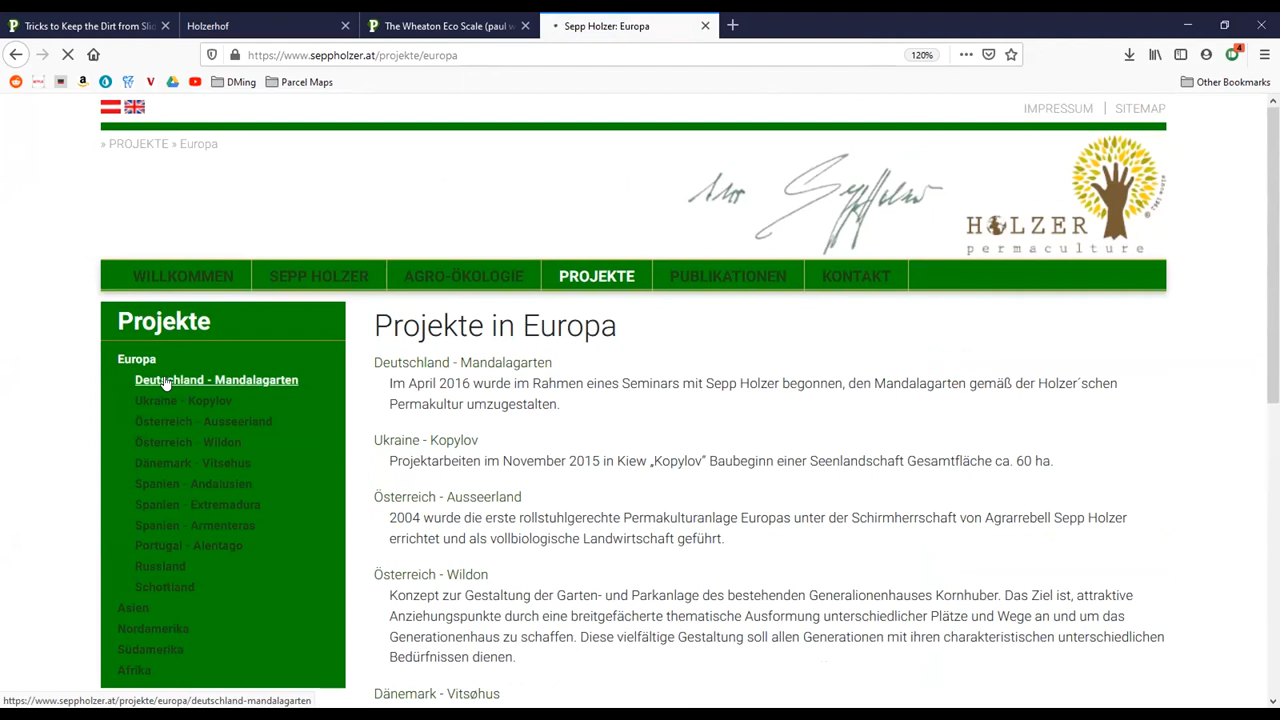 Tricks to Keep the Dirt from Slid
Holzerhof
The Wheaton Eco Scale (paul w
Sepp Holzer: Europa
https://www.seppholzer.at/projekte/europa
120%
4
DMing
Parcel Maps
Other Bookmarks
IMPRESSUM | SITEMAP
» PROJEKTE » Europa
HOLZER
permaculture
WILLKOMMEN
SEPP HOLZER
AGRO-ÖKOLOGIE
PROJEKTE
PUBLIKATIONEN
KONTAKT
Projekte
Europa
Deutschland - Mandalagarten
Ukraine - Kopylov
Österreich - Ausseerland
Österreich - Wildon
Dänemark - Vitsøhus
Spanien - Andalusien
Spanien - Extremadura
Spanien - Armenteras
Portugal - Alentago
Russland
Schottland
Asien
Nordamerika
Südamerika
Afrika
Projekte in Europa
Deutschland - Mandalagarten
Im April 2016 wurde im Rahmen eines Seminars mit Sepp Holzer begonnen, den Mandalagarten gemäß der Holzer´schen
Permakultur umzugestalten.
Ukraine - Kopylov
Projektarbeiten im November 2015 in Kiew „Kopylov" Baubeginn einer Seenlandschaft Gesamtfläche ca. 60 ha.
Österreich - Ausseerland
2004 wurde die erste rollstuhlgerechte Permakulturanlage Europas unter der Schirmherrschaft von Agrarrebell Sepp Holzer
errichtet und als vollbiologische Landwirtschaft geführt.
Österreich - Wildon
Konzept zur Gestaltung der Garten- und Parkanlage des bestehenden Generalionenhauses Kornhuber. Das Ziel ist, attraktive
Anziehungspunkte durch eine breitgefächerte thematische Ausformung unterschiedlicher Plätze und Wege an und um das
Generationenhaus zu schaffen. Diese vielfältige Gestaltung soll allen Generationen mit ihren charakteristischen unterschiedlichen
Bedürfnissen dienen.
Dänemark - Vitsøhus
https://www.seppholzer.at/projekte/europa/deutschland-mandalagarten